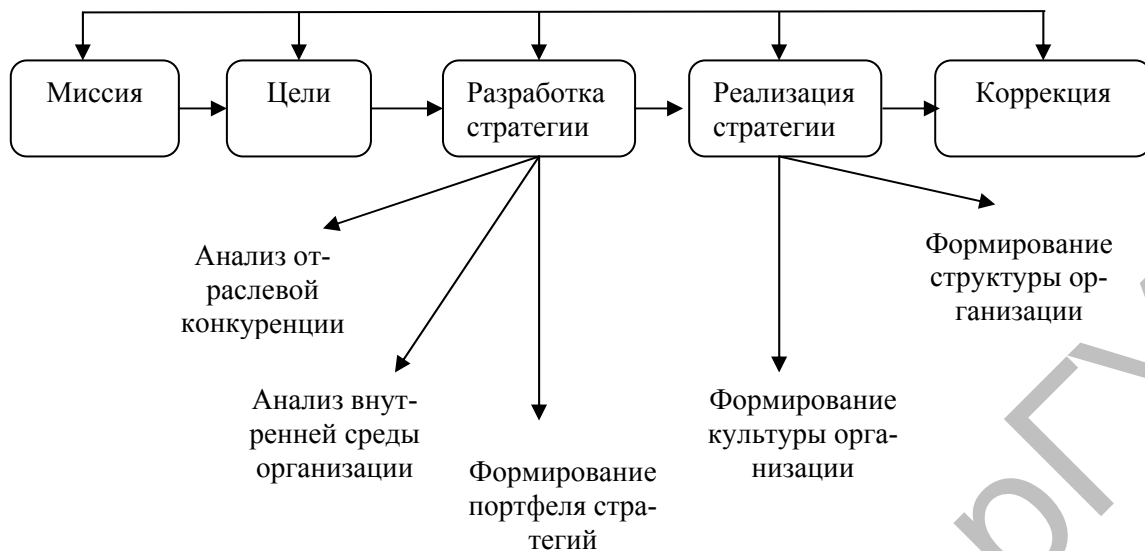 Миссия
Цели
Разработка
стратегии
Реализация
стратегии
Коррекция
Анализ от-
раслевой
конкуренции
Анализ внут-
ренней среды
организации
Формирование
портфеля стра-
тегий
Формирование
культуры орга-
низации
Формирование
структуры ор-
ганизации